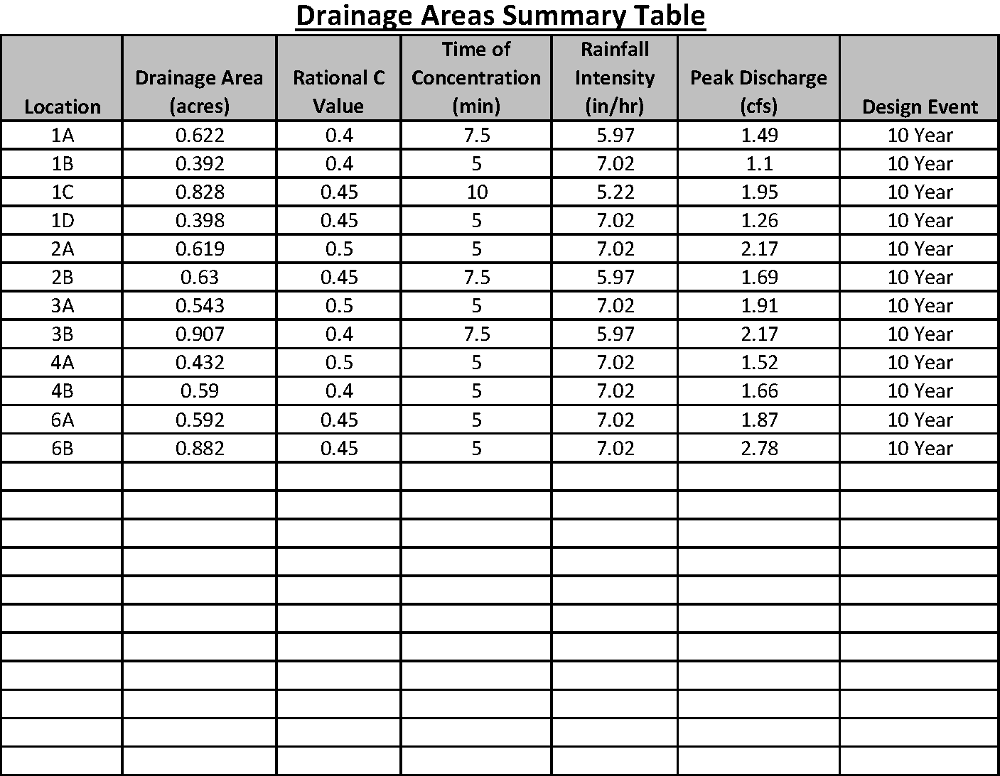 Drainage Areas Summary Table
Location Drainage Area (acres) Rational C Value Time of Concentration (min) Rainfall Intensity (in/hr) Peak Discharge (cfs) Design Event
1A 0.622 0.4 7.5 5.97 1.49 10 Year
1B 0.392 0.4 5 7.02 1.1 10 Year
1C 0.828 0.45 10 5.22 1.95 10 Year
1D 0.398 0.45 5 7.02 1.26 10 Year
2A 0.619 0.5 5 7.02 2.17 10 Year
2B 0.63 0.45 7.5 5.97 1.69 10 Year
3A 0.543 0.5 5 7.02 1.91 10 Year
3B 0.907 0.4 7.5 5.97 2.17 10 Year
4A 0.432 0.5 5 7.02 1.52 10 Year
4B 0.59 0.4 5 7.02 1.66 10 Year
6A 0.592 0.45 5 7.02 1.87 10 Year
6B 0.882 0.45 5 7.02 2.78 10 Year